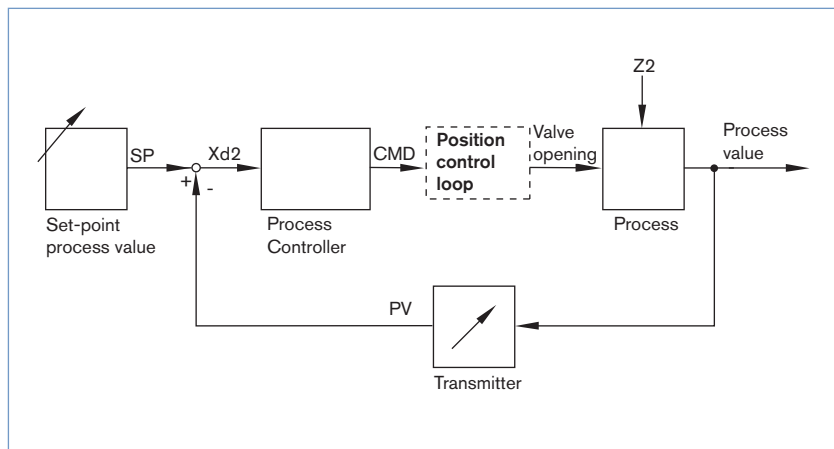 Z2
SP
Xd2
CMD
Position
control
loop
Valve
opening
Process
value
+
-
Set-point
process value
Process
Controller
Process
PV
Transmitter